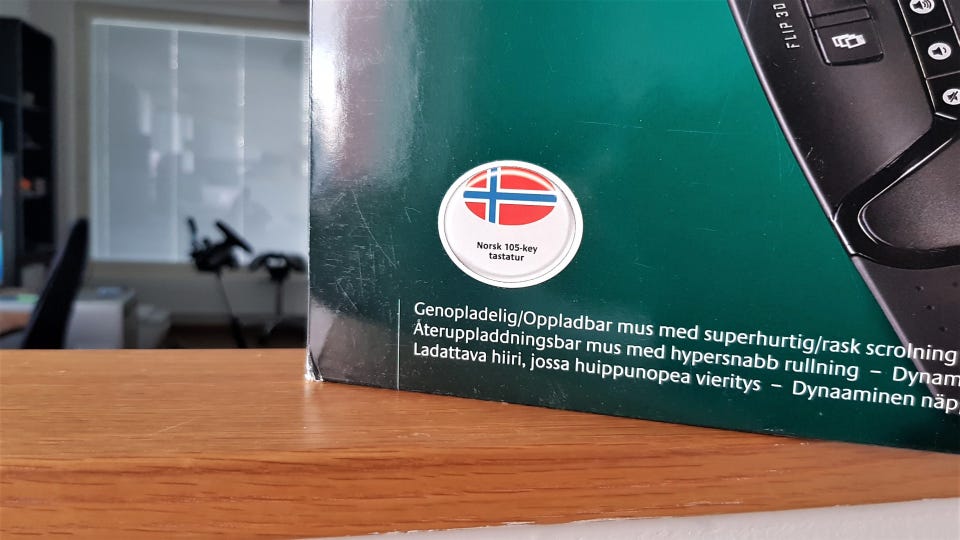 FLIP 3D
Norsk 105-key
tastatur
Genopladelig/Oppladbar mus med superhurtig/rask scrolning
Återuppladdningsbar mus med hypersnabb rullning – Dynam
Ladattava hiiri, jossa huippunopea vieritys – Dynaaminen näpp